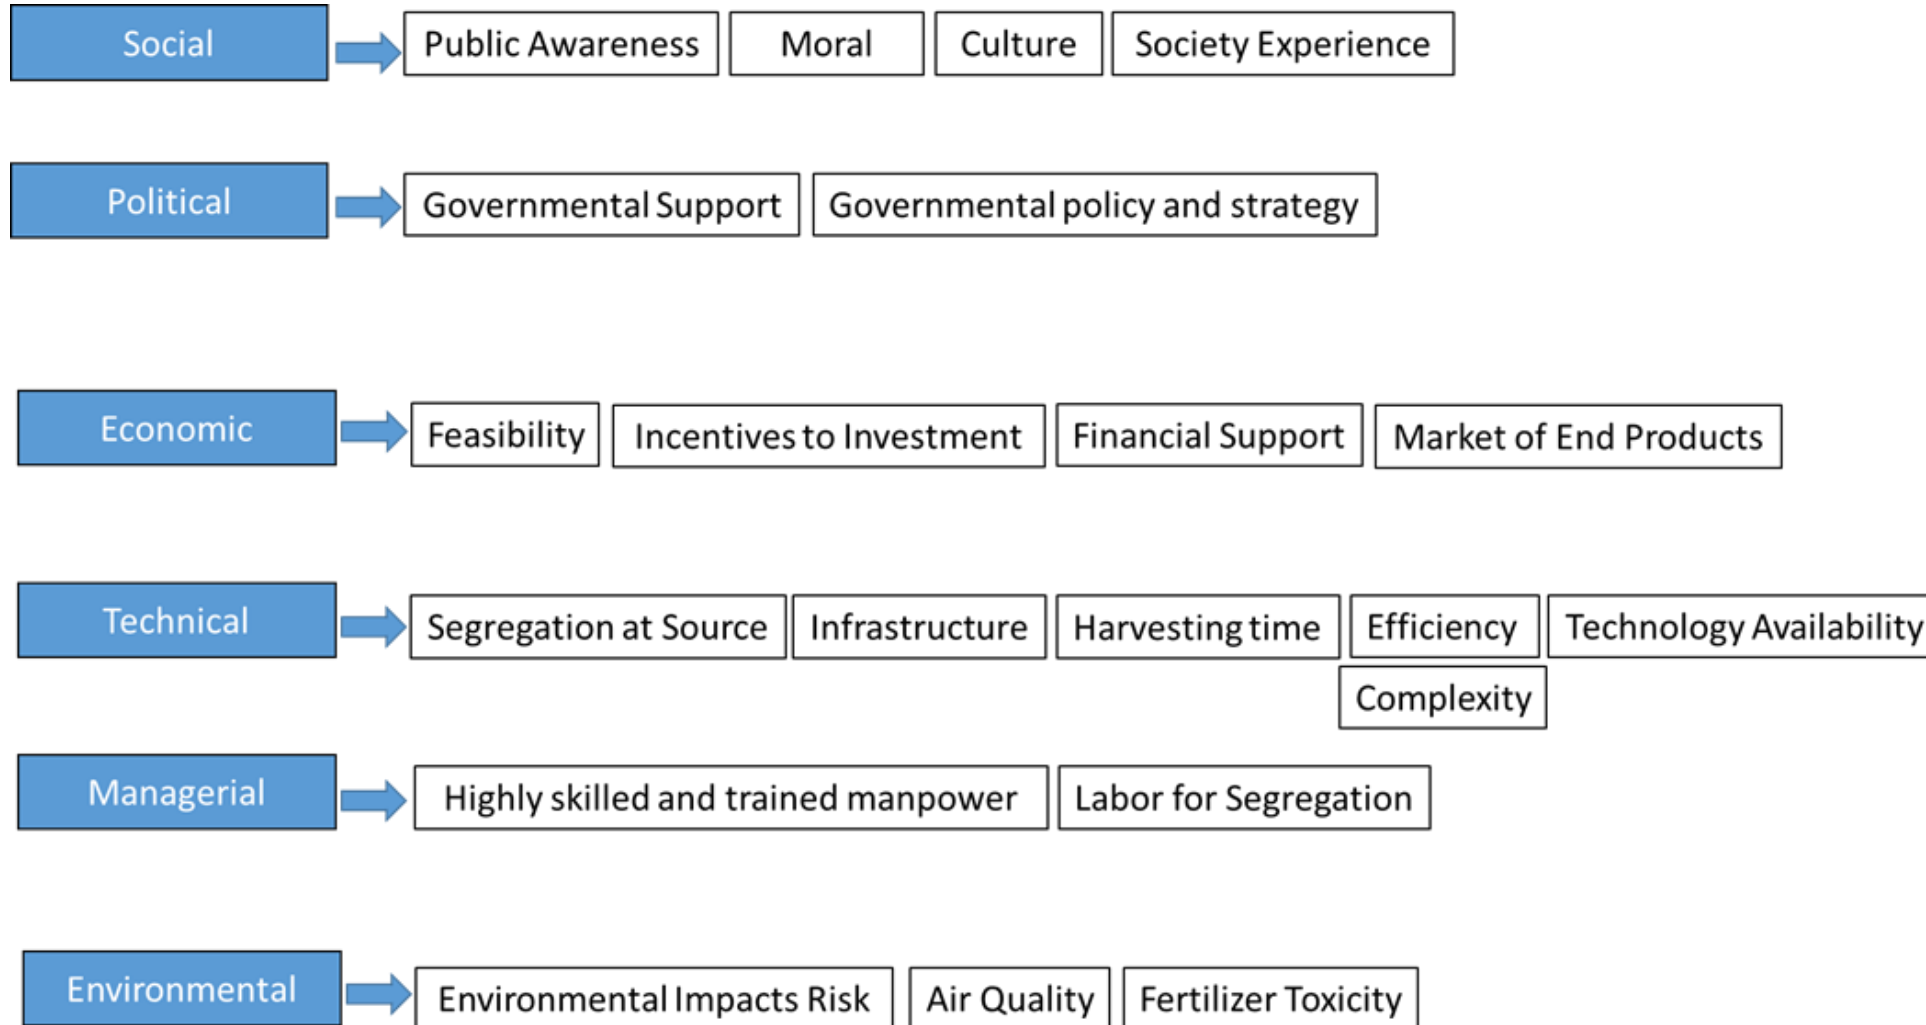 Social
Public Awareness
Moral
Culture
Society Experience
Political
Governmental Support
Governmental policy and strategy
Economic
Feasibility
Incentives to Investment
Financial Support
Market of End Products
Technical
Segregation at Source
Infrastructure
Harvesting time
Efficiency
Technology Availability
Complexity
Managerial
Highly skilled and trained manpower
Labor for Segregation
Environmental
Environmental Impacts Risk
Air Quality
Fertilizer Toxicity